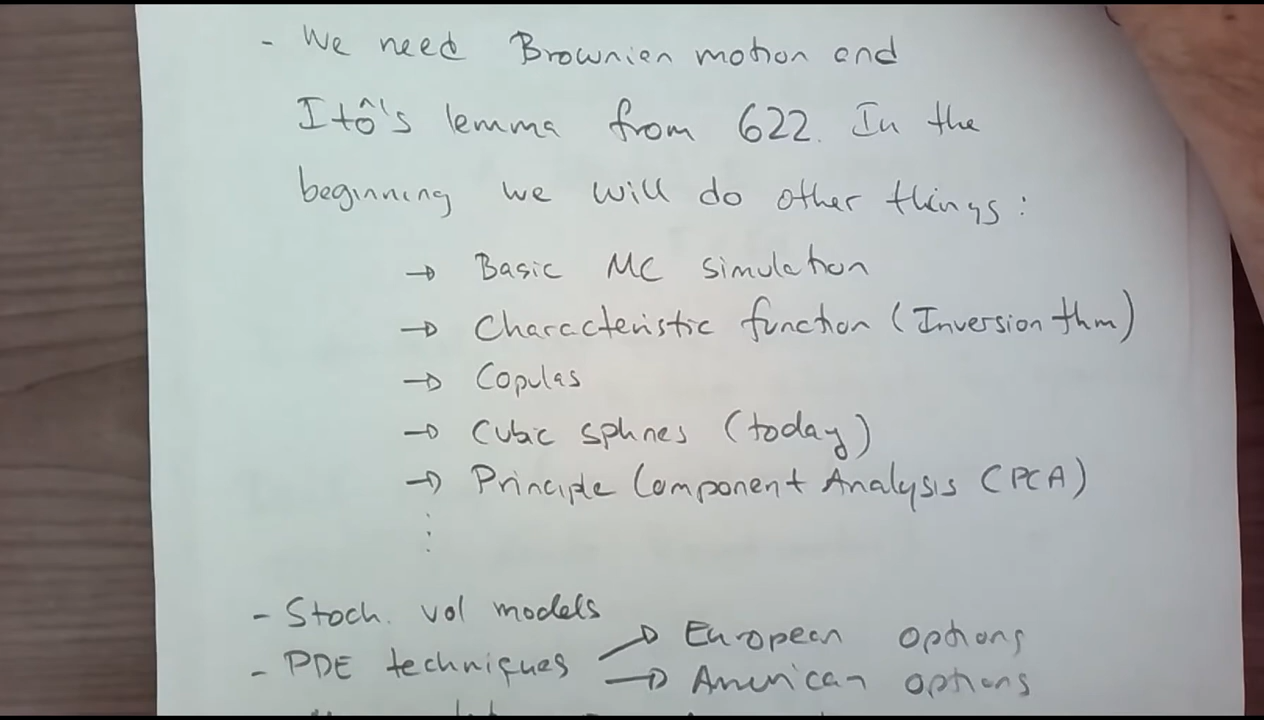 - We need Brownian motion and
Itô's lemma from 622. In the
beginning we will do other things:
→ Basic MC simulation
→ Characteristic function (Inversion thm)
→ Copulas
→ Cubic splines (today)
→ Principle Component Analysis (PCA)
⋮
- Stoch. vol models
- PDE techniques → European options
→ American options